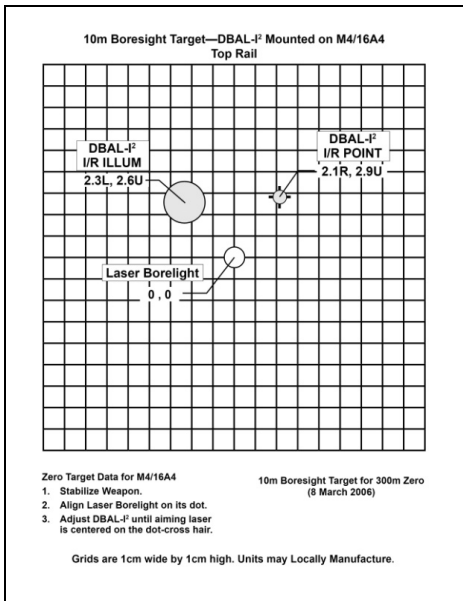 10m Boresight Target—DBAL-I² Mounted on M4/16A4
Top Rail
DBAL-I²
I/R ILLUM
2.3L, 2.6U
DBAL-I²
I/R POINT
2.1R, 2.9U
Laser Borelight
0 , 0
Zero Target Data for M4/16A4
1. Stabilize Weapon.
2. Align Laser Borelight on its dot.
3. Adjust DBAL-I² until aiming laser
is centered on the dot-cross hair.
10m Boresight Target for 300m Zero
(8 March 2006)
Grids are 1cm wide by 1cm high. Units may Locally Manufacture.